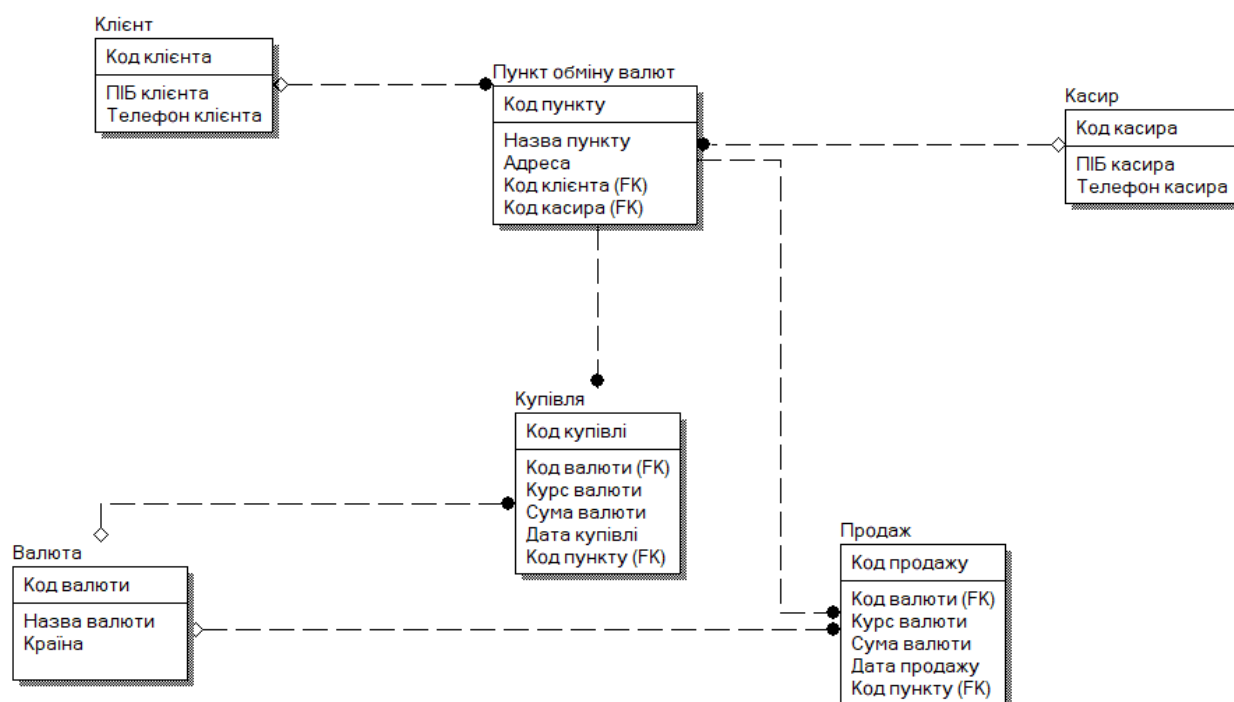 Клієнт
Код клієнта
ПІБ клієнта
Телефон клієнта
Пункт обміну валют
Код пункту
Назва пункту
Адреса
Код клієнта (FK)
Код касира (FK)
Касир
Код касира
ПІБ касира
Телефон касира
Купівля
Код купівлі
Код валюти (FK)
Курс валюти
Сума валюти
Дата купівлі
Код пункту (FK)
Валюта
Код валюти
Назва валюти
Країна
Продаж
Код продажу
Код валюти (FK)
Курс валюти
Сума валюти
Дата продажу
Код пункту (FK)